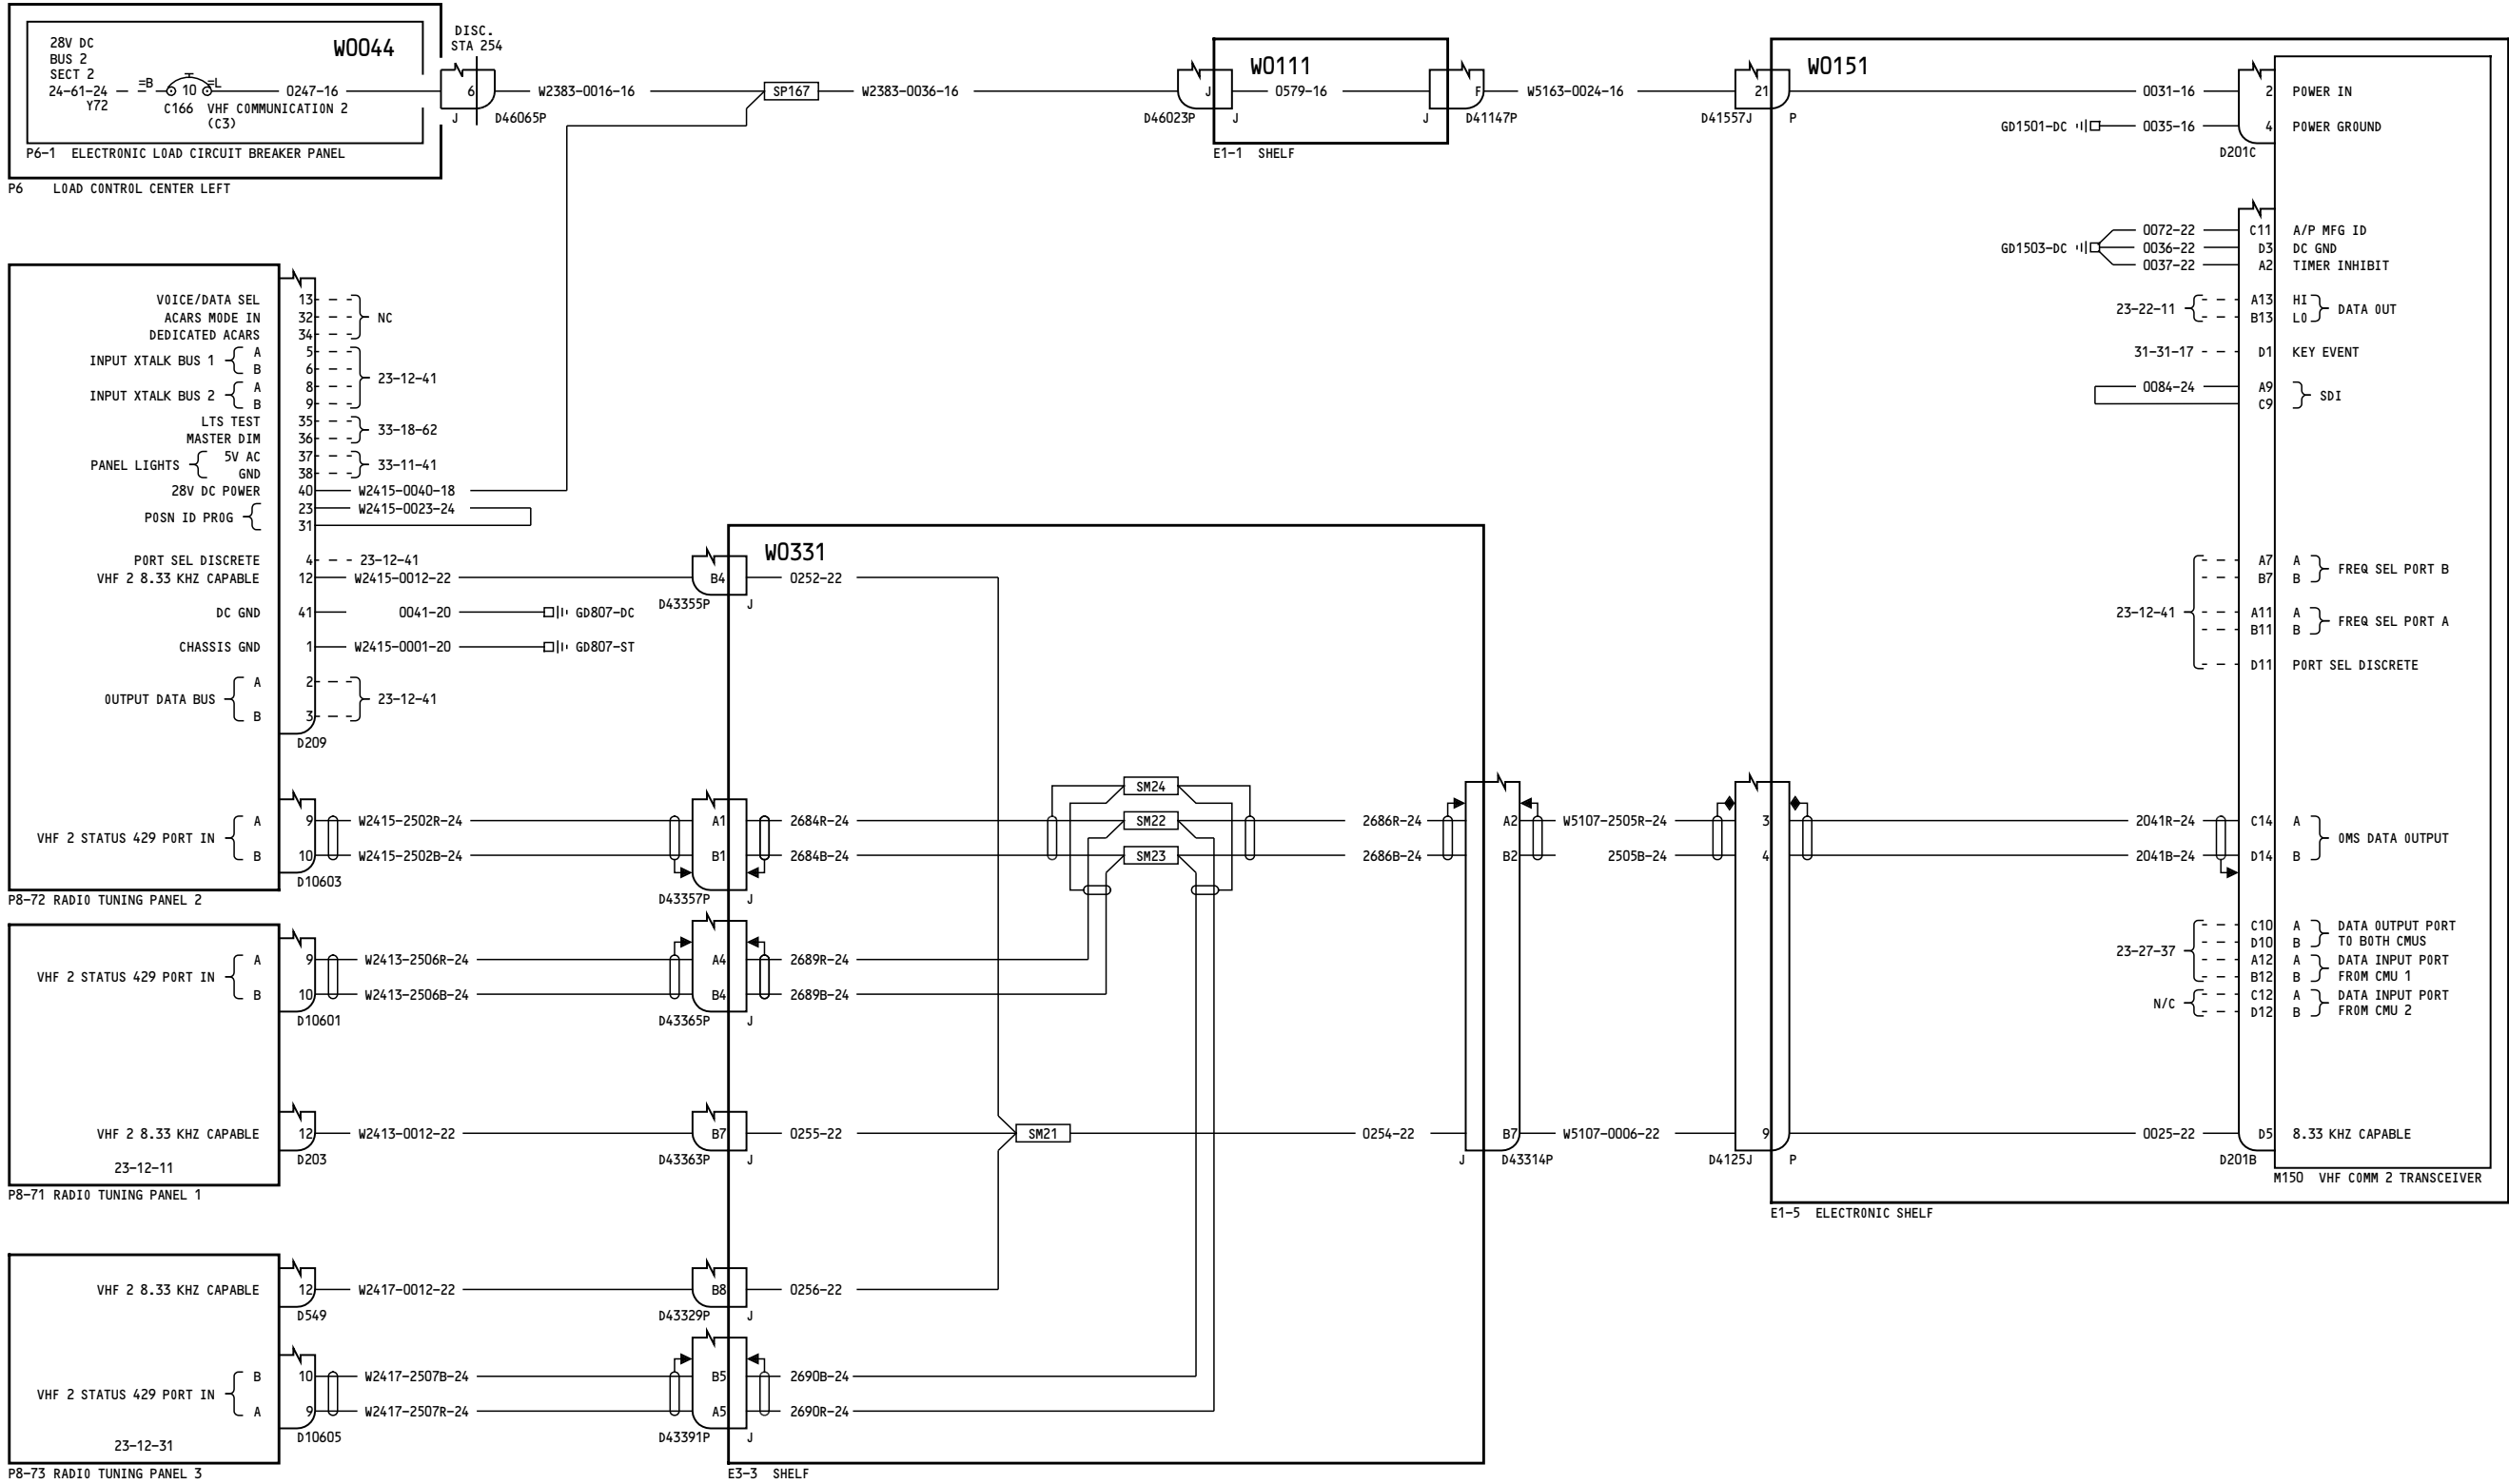 28V DC
BUS 2
SECT 2
24-61-24
Y72
=B
10
=L
C166 VHF COMMUNICATION 2
(C3)
0247-16
W0044
P6-1 ELECTRONIC LOAD CIRCUIT BREAKER PANEL
P6 LOAD CONTROL CENTER LEFT
DISC.
STA 254
6
J D46065P
W2383-0016-16
SP167
W2383-0036-16
W0111
J
D46023P J
0579-16
F
J D41147P
E1-1 SHELF
W5163-0024-16
W0151
21
D41557J P
0031-16 2 POWER IN
GD1501-DC 0035-16 4 POWER GROUND
D201C
0072-22 C11 A/P MFG ID
GD1503-DC 0036-22 D3 DC GND
0037-22 A2 TIMER INHIBIT
A13 HI
23-22-11 DATA OUT
B13 LO
31-31-17 D1 KEY EVENT
0084-24 A9
SDI
C9
A7 A
FREQ SEL PORT B
B7 B
23-12-41
A11 A
FREQ SEL PORT A
B11 B
D11 PORT SEL DISCRETE
VOICE/DATA SEL 13
ACARS MODE IN 32 NC
DEDICATED ACARS 34
INPUT XTALK BUS 1 A 5
B 6
23-12-41
INPUT XTALK BUS 2 A 8
B 9
LTS TEST 35
33-18-62
MASTER DIM 36
PANEL LIGHTS 5V AC 37
33-11-41
GND 38
28V DC POWER 40 W2415-0040-18
POSN ID PROG 23 W2415-0023-24
31
PORT SEL DISCRETE 4 23-12-41
VHF 2 8.33 KHZ CAPABLE 12 W2415-0012-22
DC GND 41 0041-20 GD807-DC
CHASSIS GND 1 W2415-0001-20 GD807-ST
OUTPUT DATA BUS A 2
23-12-41
B 3
D209
W0331
B4 0252-22
D43355P J
VHF 2 STATUS 429 PORT IN
A 9 W2415-2502R-24 A1 2684R-24
B 10 W2415-2502B-24 B1 2684B-24
D10603 D43357P J
P8-72 RADIO TUNING PANEL 2
SM24
SM22
SM23
2686R-24 A2 W5107-2505R-24 3 2041R-24 C14 A
OMS DATA OUTPUT
2686B-24 B2 2505B-24 4 2041B-24 D14 B
VHF 2 STATUS 429 PORT IN
A 9 W2413-2506R-24 A4 2689R-24
B 10 W2413-2506B-24 B4 2689B-24
D10601 D43365P J
C10 A DATA OUTPUT PORT
D10 B TO BOTH CMUS
23-27-37
A12 A DATA INPUT PORT
B12 B FROM CMU 1
N/C
C12 A DATA INPUT PORT
D12 B FROM CMU 2
VHF 2 8.33 KHZ CAPABLE 12 W2413-0012-22 B7 0255-22 SM21 0254-22 B7 W5107-0006-22 9 0025-22 D5 8.33 KHZ CAPABLE
D203 D43363P J J D43314P D4125J P D201B
23-12-11
P8-71 RADIO TUNING PANEL 1
M150 VHF COMM 2 TRANSCEIVER
E1-5 ELECTRONIC SHELF
VHF 2 8.33 KHZ CAPABLE 12 W2417-0012-22 B8 0256-22
D549 D43329P J
VHF 2 STATUS 429 PORT IN
B 10 W2417-2507B-24 B5 2690B-24
A 9 W2417-2507R-24 A5 2690R-24
D10605 D43391P J
23-12-31
P8-73 RADIO TUNING PANEL 3
E3-3 SHELF